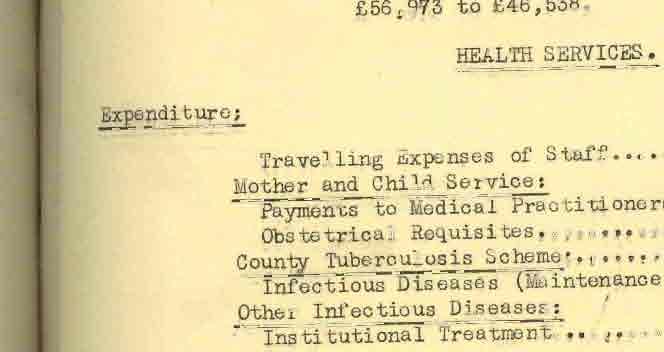 £56,973 to £46,538.
HEALTH SERVICES.
Expenditure;
Travelling Expenses of Staff....
Mother and Child Service:
Payments to Medical Practitioners
Obstetrical Requisites.........
County Tuberculosis Scheme:.......
Infectious Diseases (Maintenance
Other Infectious Diseases:
Institutional Treatment .......